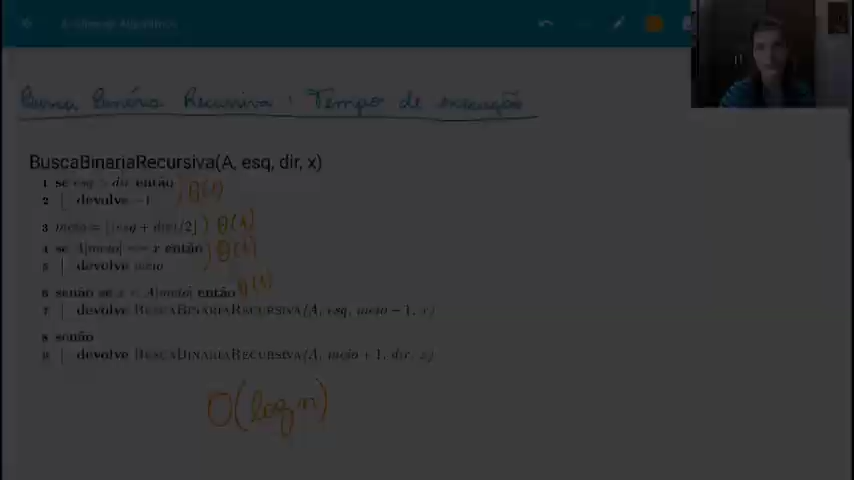 Busca Binária Recursiva : Tempo de execução
BuscaBinariaRecursiva(A, esq, dir, x)
1 se esq > dir então Θ(1)
2 devolve −1
3 meio = ⌊(esq + dir)/2⌋ Θ(1)
4 se A[meio] == x então Θ(1)
5 devolve meio
6 senão se x < A[meio] então Θ(1)
7 devolve BuscaBinariaRecursiva(A, esq, meio − 1, x)
8 senão
9 devolve BuscaBinariaRecursiva(A, meio + 1, dir, x)
O(log n)